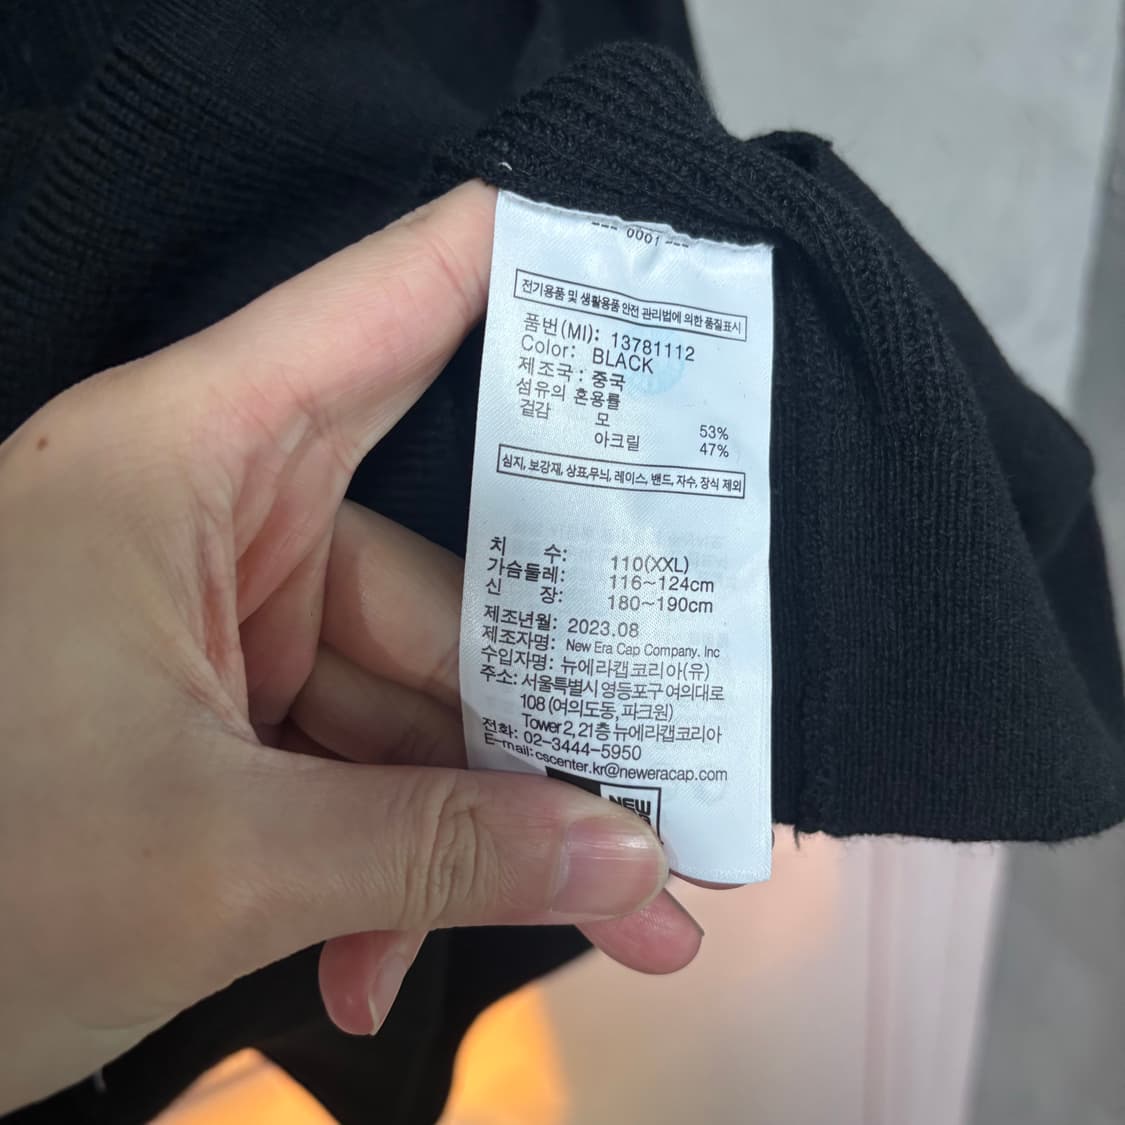 --- 0001 ---
전기용품 및 생활용품 안전 관리법에 의한 품질표시
품번(MI): 13781112
Color: BLACK
제조국: 중국
섬유의 혼용률
겉감 모 53%
아크릴 47%
심지, 보강재, 상표,무늬, 레이스, 밴드, 자수, 장식 제외
치 수: 110(XXL)
가슴둘레: 116~124cm
신 장: 180~190cm
제조년월: 2023.08
제조자명: New Era Cap Company. Inc
수입자명: 뉴에라캡코리아(유)
주소: 서울특별시 영등포구 여의대로
108 (여의도동, 파크원)
Tower 2, 21층 뉴에라캡코리아
전화: 02-3444-5950
E-mail: cscenter.kr@neweracap.com
NEW